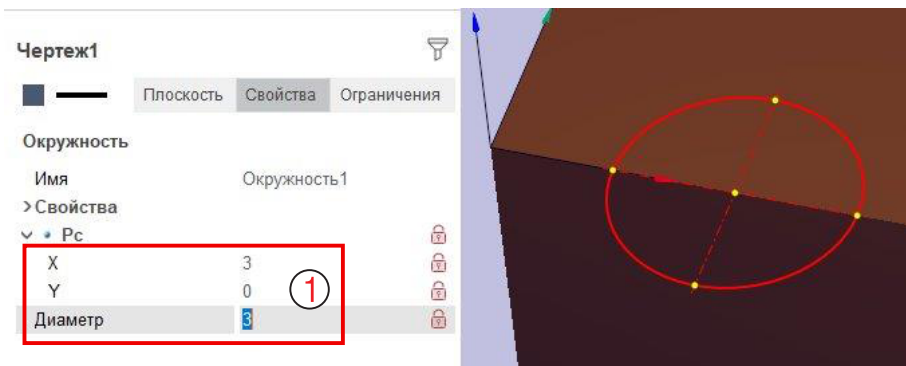 Чертеж1
Плоскость Свойства Ограничения
Окружность
Имя Окружность1
>Свойства
Pc
X 3
Y 0
Диаметр 3
1